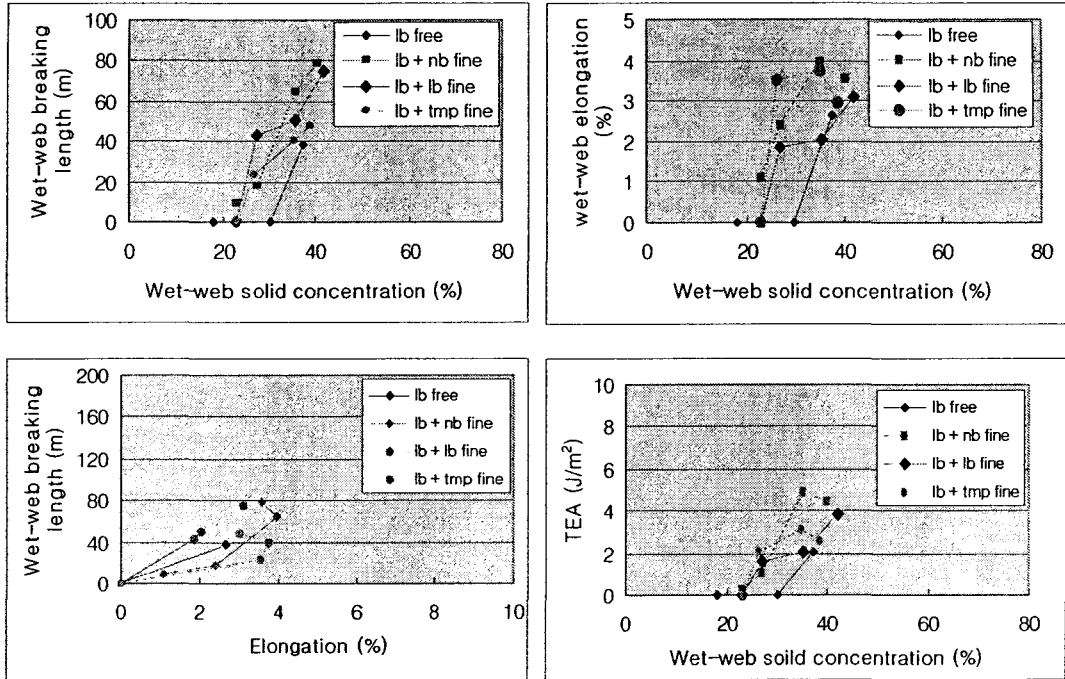 Wet-web breaking
length (m)
100
80
60
40
20
0
0
20
40
60
80
Wet-web solid concentration (%)
lb free
lb + nb fine
lb + lb fine
lb + tmp fine
wet-web elongation
(%)
5
4
3
2
1
0
0
20
40
60
80
Wet-web solid concentration (%)
lb free
lb + nb fine
lb + lb fine
lb + tmp fine
Wet-web breaking
length (m)
200
160
120
80
40
0
0
2
4
6
8
10
Elongation (%)
lb free
lb + nb fine
lb + lb fine
lb + tmp fine
TEA (J/m²)
10
8
6
4
2
0
0
20
40
60
80
Wet-web soild concentration (%)
lb free
lb + nb fine
lb + lb fine
lb + tmp fine